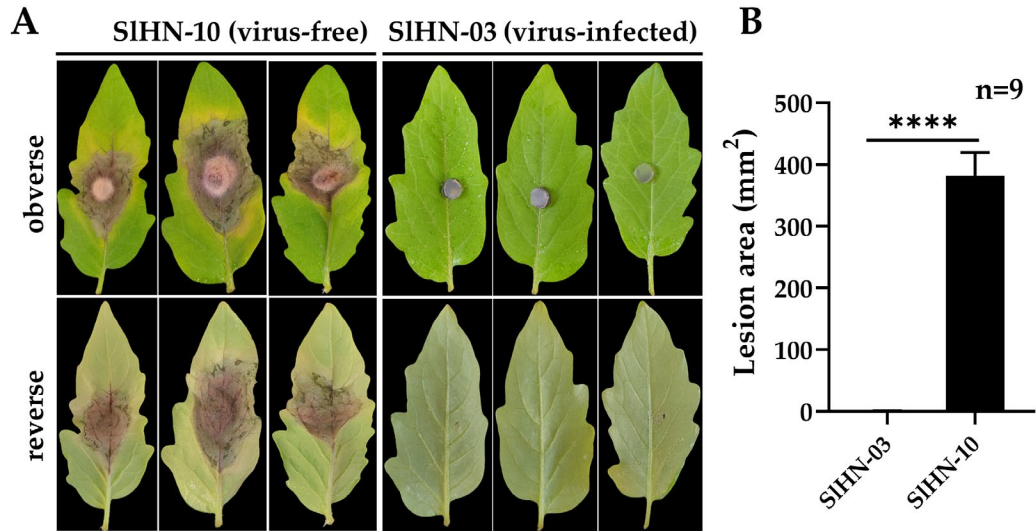 A
SlHN-10 (virus-free)
SlHN-03 (virus-infected)
obverse
reverse
B
n=9
****
Lesion area (mm²)
500
400
300
200
100
0
SlHN-03
SlHN-10